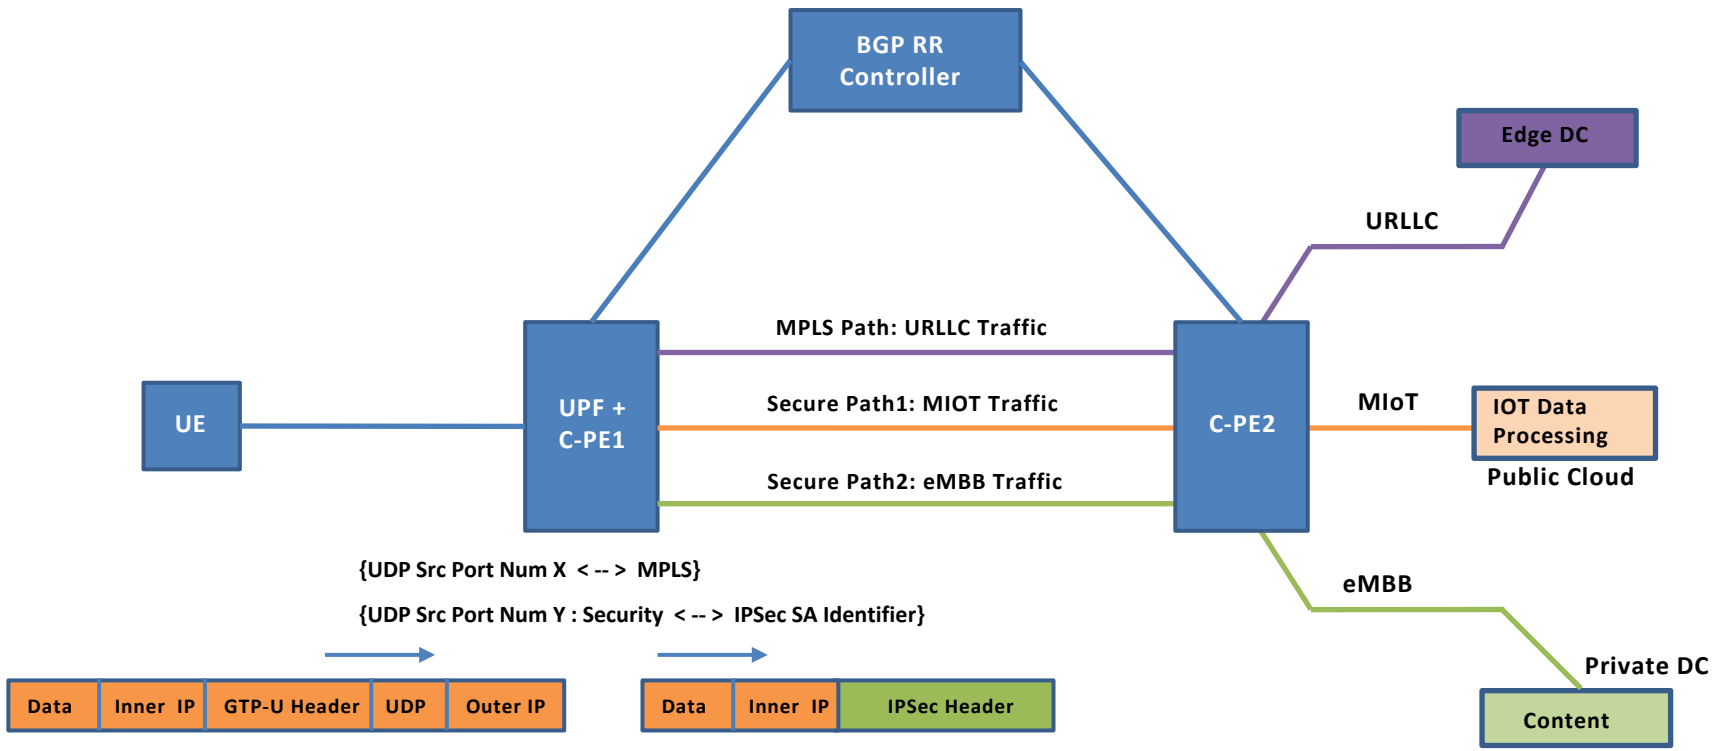 BGP RR
Controller
Edge DC
URLLC
MPLS Path: URLLC Traffic
UE
UPF +
C-PE1
Secure Path1: MIOT Traffic
C-PE2
MIoT
IOT Data
Processing
Public Cloud
Secure Path2: eMBB Traffic
{UDP Src Port Num X < -- > MPLS}
{UDP Src Port Num Y : Security < -- > IPSec SA Identifier}
eMBB
Private DC
Content
Data Inner IP GTP-U Header UDP Outer IP
Data Inner IP IPSec Header